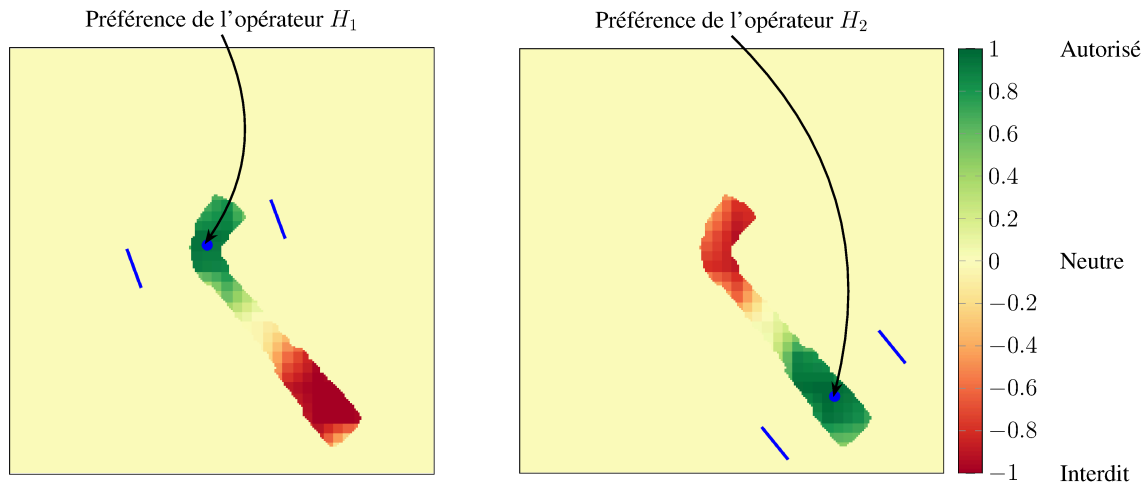 Préférence de l'opérateur H₁
Préférence de l'opérateur H₂
1 Autorisé
0.8
0.6
0.4
0.2
0 Neutre
−0.2
−0.4
−0.6
−0.8
−1 Interdit